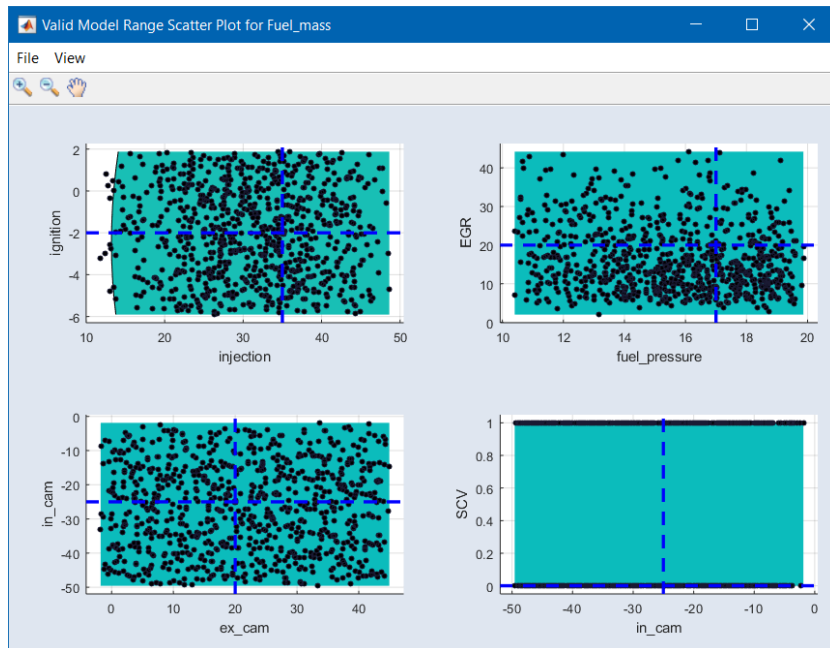 Valid Model Range Scatter Plot for Fuel_mass
File View
2
0
-2
-4
-6
ignition
10 20 30 40 50
injection
40
30
20
10
0
EGR
10 12 14 16 18 20
fuel_pressure
0
-10
-20
-30
-40
-50
in_cam
0 10 20 30 40
ex_cam
1
0.8
0.6
0.4
0.2
0
SCV
-50 -40 -30 -20 -10 0
in_cam